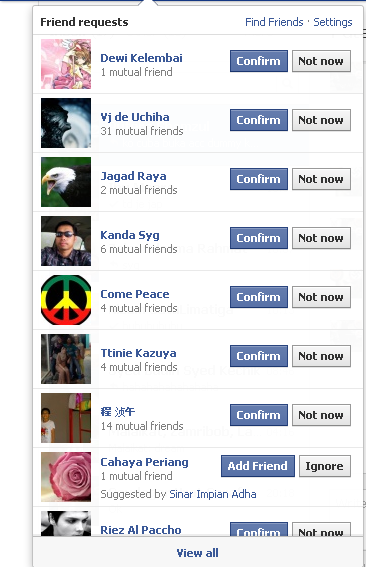 Friend requests
Find Friends · Settings
Dewi Kelembai
1 mutual friend
Confirm
Not now
Vj de Uchiha
31 mutual friends
Confirm
Not now
Jagad Raya
2 mutual friends
Confirm
Not now
Kanda Syg
6 mutual friends
Confirm
Not now
Come Peace
4 mutual friends
Confirm
Not now
Ttinie Kazuya
4 mutual friends
Confirm
Not now
程 浈午
14 mutual friends
Confirm
Not now
Cahaya Periang
1 mutual friend
Add Friend
Ignore
Suggested by Sinar Impian Adha
Riez Al Paccho
Confirm
Not now
View all